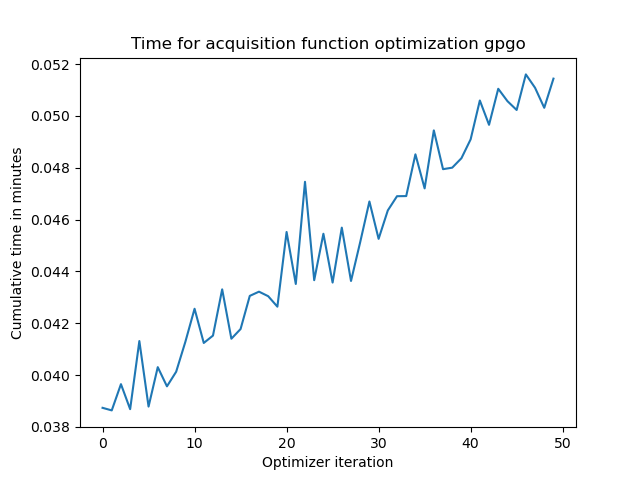 Time for acquisition function optimization gpgo
Cumulative time in minutes
0.052
0.050
0.048
0.046
0.044
0.042
0.040
0.038
0 10 20 30 40 50
Optimizer iteration